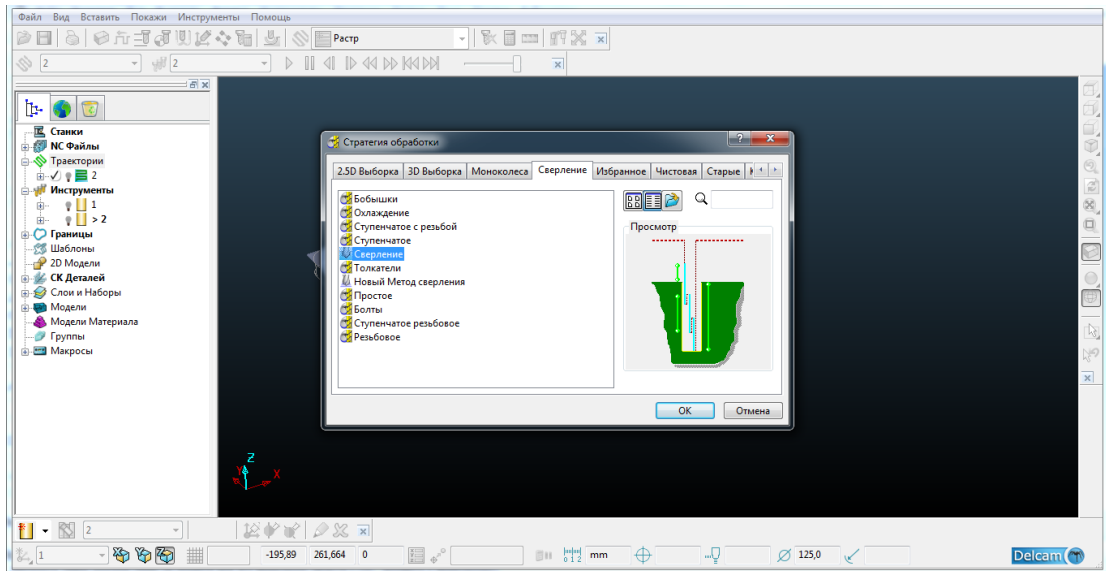 Файл Вид Вставить Покажи Инструменты Помощь
Растр
2 2
Станки
NC Файлы
Траектории
2
Инструменты
1
> 2
Границы
Шаблоны
2D Модели
СК Деталей
Слои и Наборы
Модели
Модели Материала
Группы
Макросы
Стратегия обработки
2.5D Выборка 3D Выборка Моноколеса Сверление Избранное Чистовая Старые
Бобышки
Охлаждение
Ступенчатое с резьбой
Ступенчатое
Сверление
Толкатели
Новый Метод сверления
Простое
Болты
Ступенчатое резьбовое
Резьбовое
Просмотр
OK Отмена
Z
Y X
2
1 -195,89 261,664 0 mm 125,0 Delcam